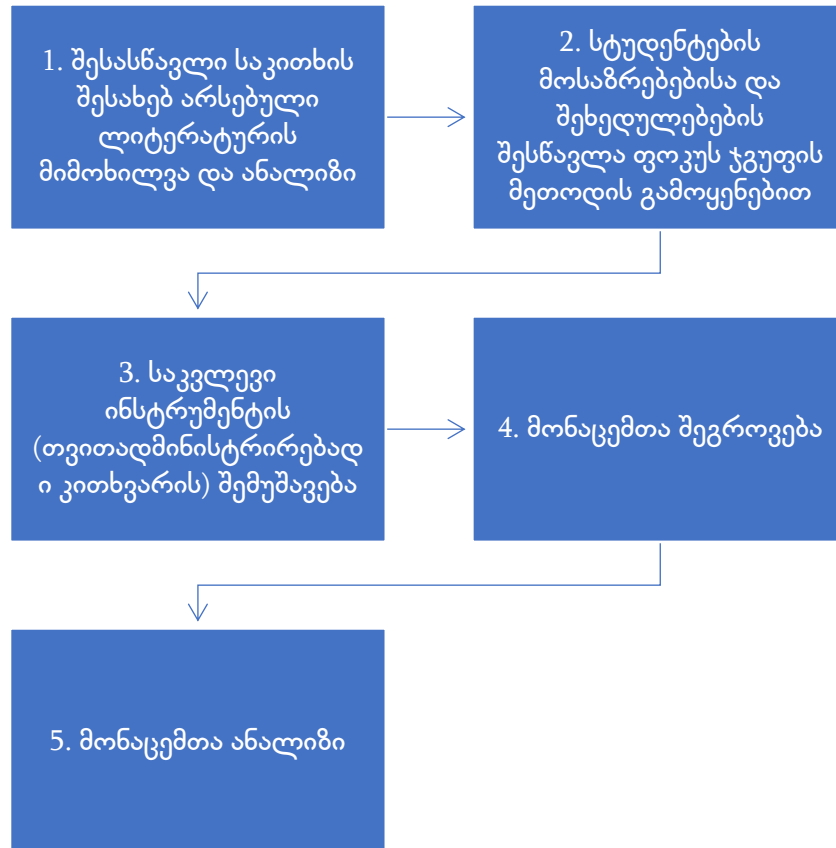 1. შესასწავლი საკითხის
შესახებ არსებული
ლიტერატურის
მიმოხილვა და ანალიზი
2. სტუდენტების
მოსაზრებებისა და
შეხედულებების
შესწავლა ფოკუს ჯგუფის
მეთოდის გამოყენებით
3. საკვლევი
ინსტრუმენტის
(თვითადმინისტრირებად
ი კითხვარის) შემუშავება
4. მონაცემთა შეგროვება
5. მონაცემთა ანალიზი